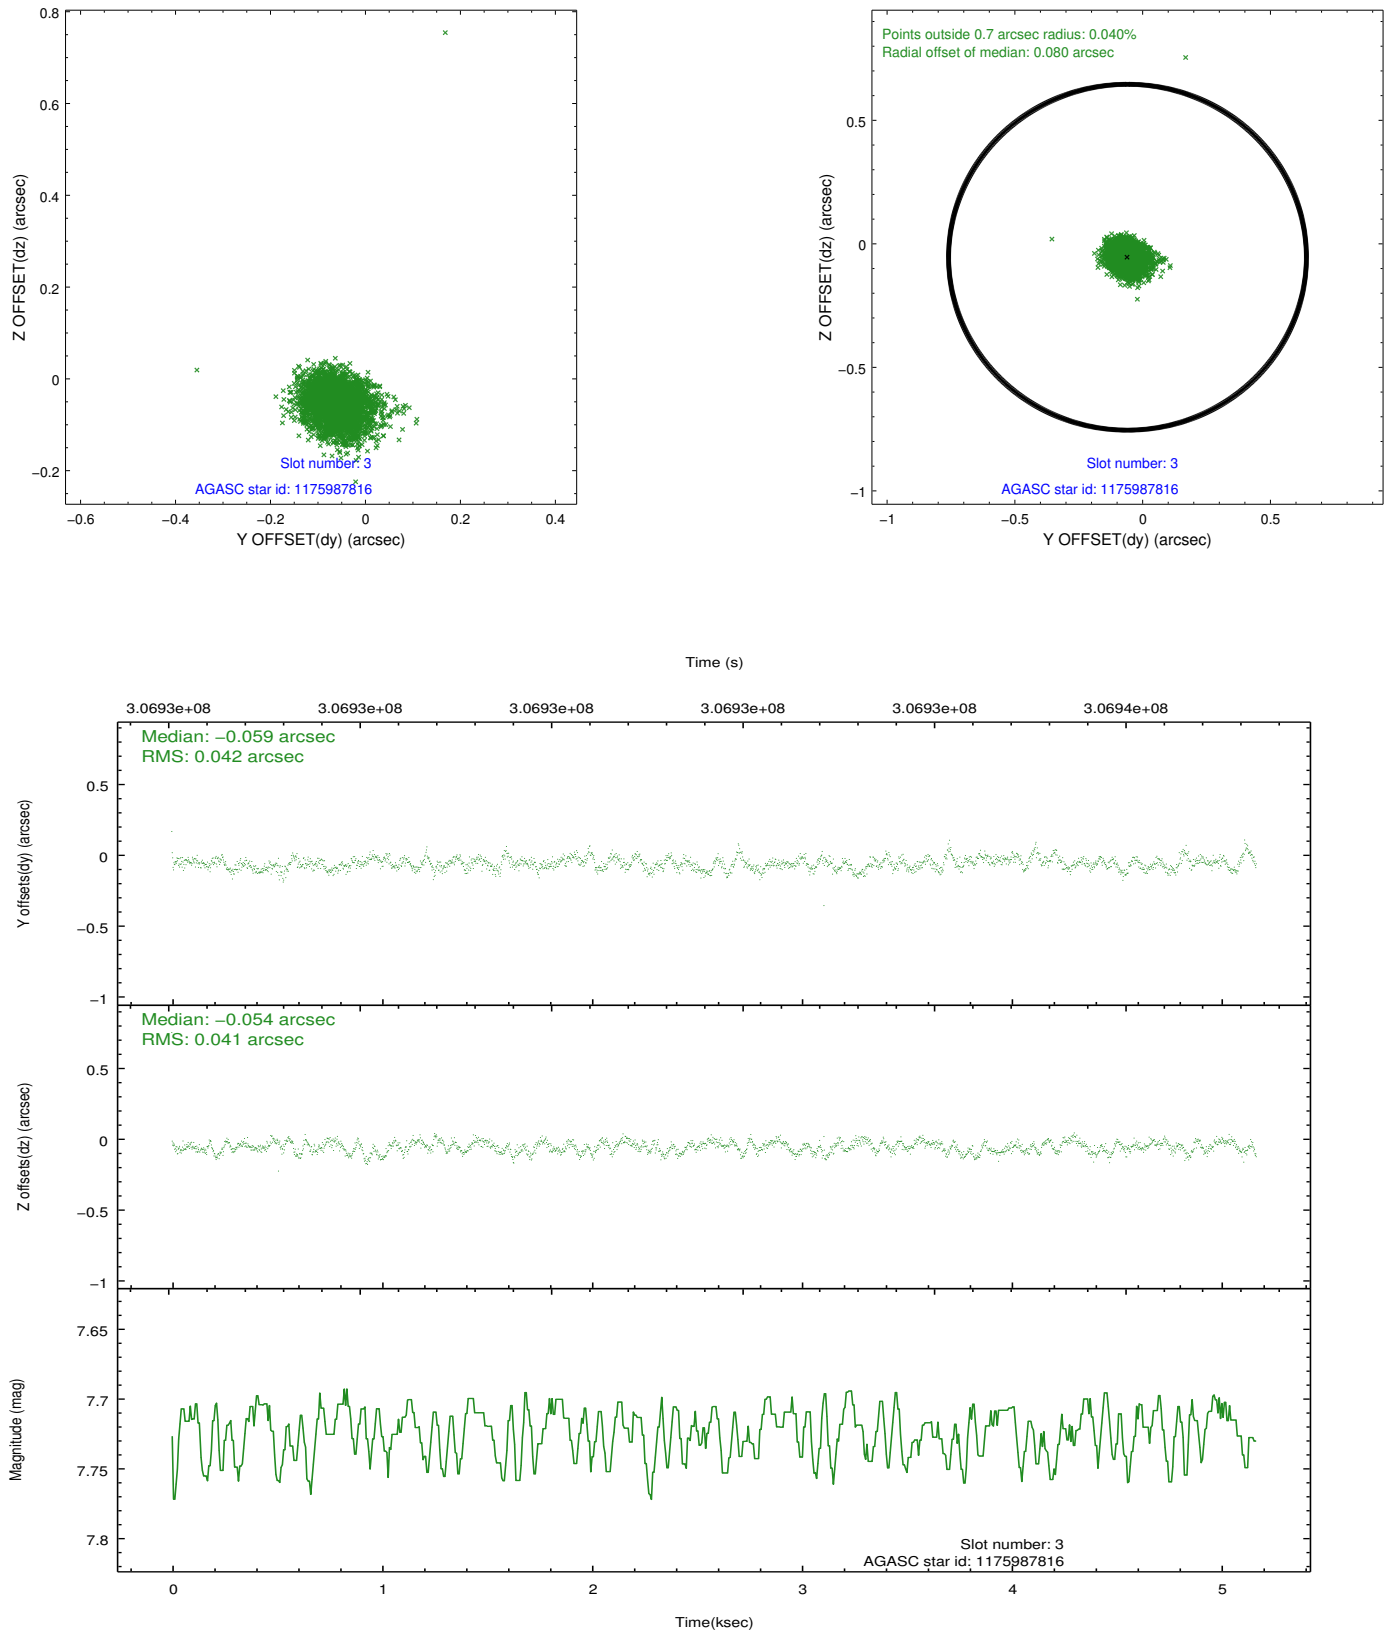 0.8
0.6
0.4
0.2
0
−0.2
−0.6 −0.4 −0.2 0 0.2 0.4
Z OFFSET(dz) (arcsec)
Y OFFSET(dy) (arcsec)
Slot number: 3
AGASC star id: 1175987816
Points outside 0.7 arcsec radius: 0.040%
Radial offset of median: 0.080 arcsec
0.5
0
−0.5
−1
−1 −0.5 0 0.5
Z OFFSET(dz) (arcsec)
Y OFFSET(dy) (arcsec)
Slot number: 3
AGASC star id: 1175987816
Time (s)
3.0693e+08 3.0693e+08 3.0693e+08 3.0693e+08 3.0693e+08 3.0694e+08
Median: −0.059 arcsec
RMS: 0.042 arcsec
0.5
0
−0.5
−1
Y offsets(dy) (arcsec)
Median: −0.054 arcsec
RMS: 0.041 arcsec
0.5
0
−0.5
−1
Z offsets(dz) (arcsec)
7.65
7.7
7.75
7.8
Magnitude (mag)
Slot number: 3
AGASC star id: 1175987816
0 1 2 3 4 5
Time(ksec)